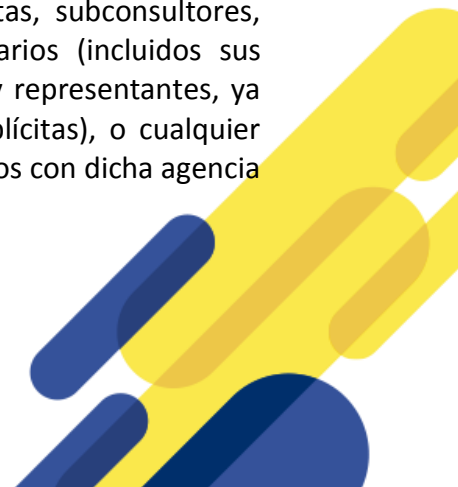 tas, subconsultores,
arios (incluidos sus
representantes, ya
lícitas), o cualquier
os con dicha agencia